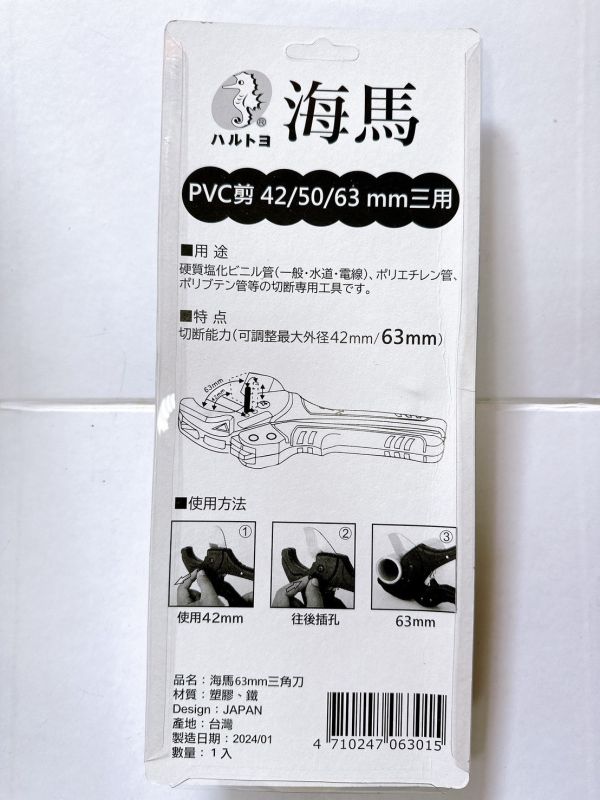 ®
ハルトヨ
海馬
PVC剪 42/50/63 mm三用
■用途
硬質塩化ビニル管(一般・水道・電線)、ポリエチレン管、
ポリブテン管等の切断専用工具です。
■特点
切断能力(可調整最大外径42mm/63mm)
63mm
42mm
■使用方法
①
②
③
使用42mm
往後插孔
63mm
品名：海馬63mm三角刀
材質：塑膠、鐵
Design：JAPAN
產地：台灣
製造日期：2024/01
數量：1入
4 710247 063015